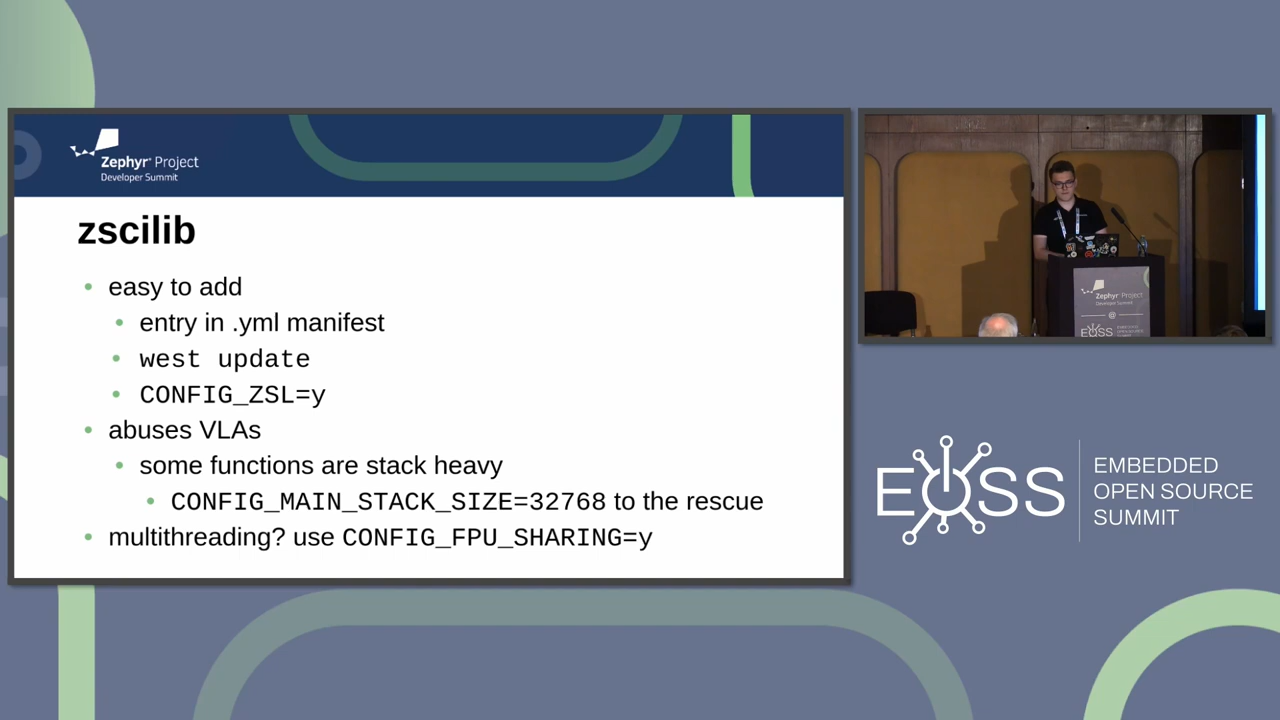 Zephyr® Project
Developer Summit
zscilib
• easy to add
• entry in .yml manifest
• west update
• CONFIG_ZSL=y
• abuses VLAs
• some functions are stack heavy
• CONFIG_MAIN_STACK_SIZE=32768 to the rescue
• multithreading? use CONFIG_FPU_SHARING=y
Zephyr® Project
Developer Summit
@
EOSS
EOSS
EMBEDDED
OPEN SOURCE
SUMMIT